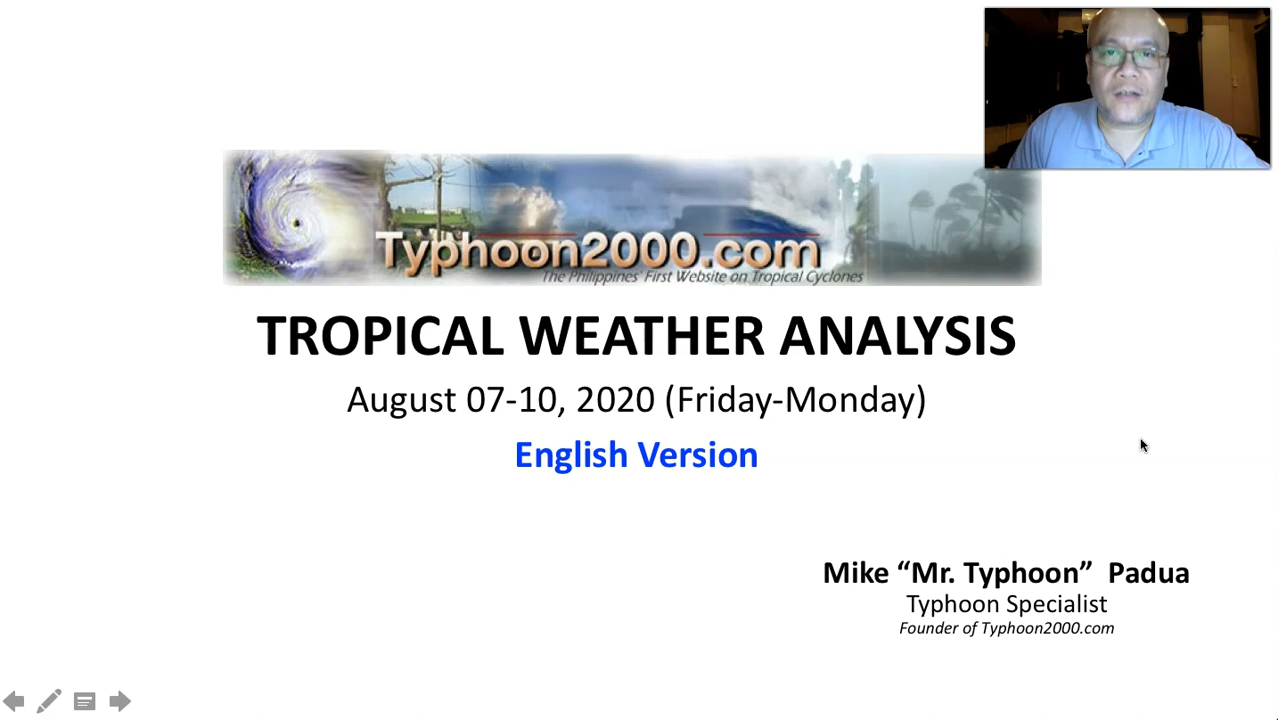 Typhoon2000.com
The Philippines' First Website on Tropical Cyclones
TROPICAL WEATHER ANALYSIS
August 07-10, 2020 (Friday-Monday)
English Version
Mike “Mr. Typhoon”  Padua
Typhoon Specialist
Founder of Typhoon2000.com